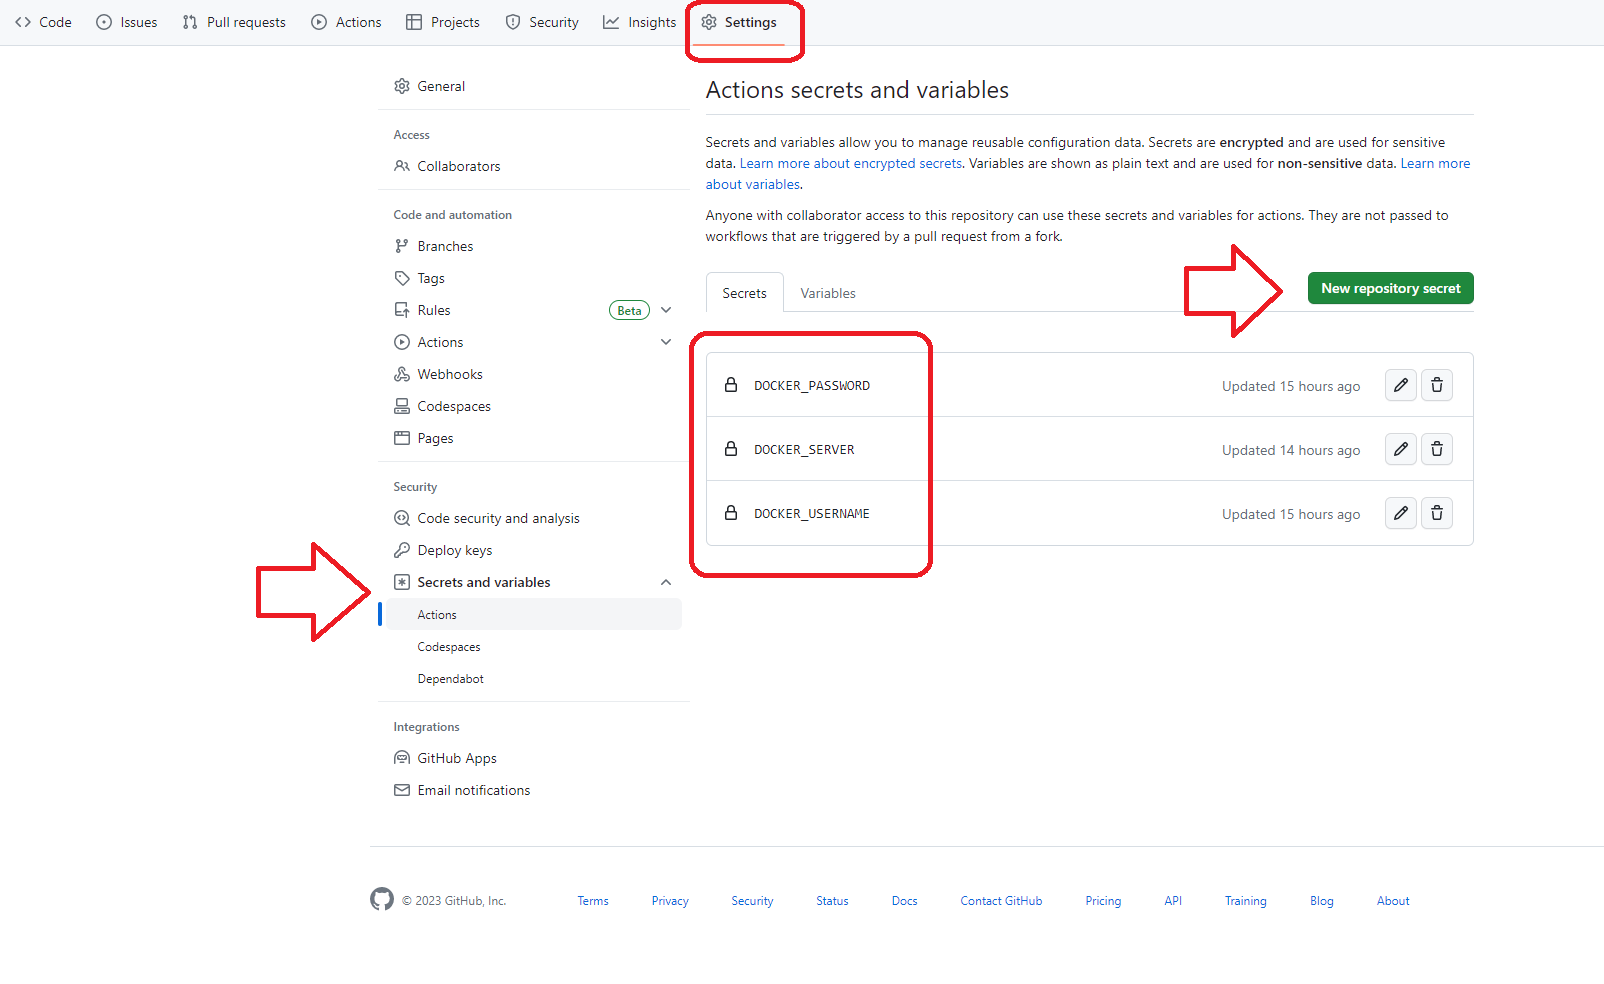 Code Issues Pull requests Actions Projects Security Insights Settings
General
Access
Collaborators
Code and automation
Branches
Tags
Rules Beta
Actions
Webhooks
Codespaces
Pages
Security
Code security and analysis
Deploy keys
Secrets and variables
Actions
Codespaces
Dependabot
Integrations
GitHub Apps
Email notifications
Actions secrets and variables
Secrets and variables allow you to manage reusable configuration data. Secrets are encrypted and are used for sensitive
data. Learn more about encrypted secrets. Variables are shown as plain text and are used for non-sensitive data. Learn more
about variables.
Anyone with collaborator access to this repository can use these secrets and variables for actions. They are not passed to
workflows that are triggered by a pull request from a fork.
Secrets Variables New repository secret
DOCKER_PASSWORD Updated 15 hours ago
DOCKER_SERVER Updated 14 hours ago
DOCKER_USERNAME Updated 15 hours ago
© 2023 GitHub, Inc. Terms Privacy Security Status Docs Contact GitHub Pricing API Training Blog About